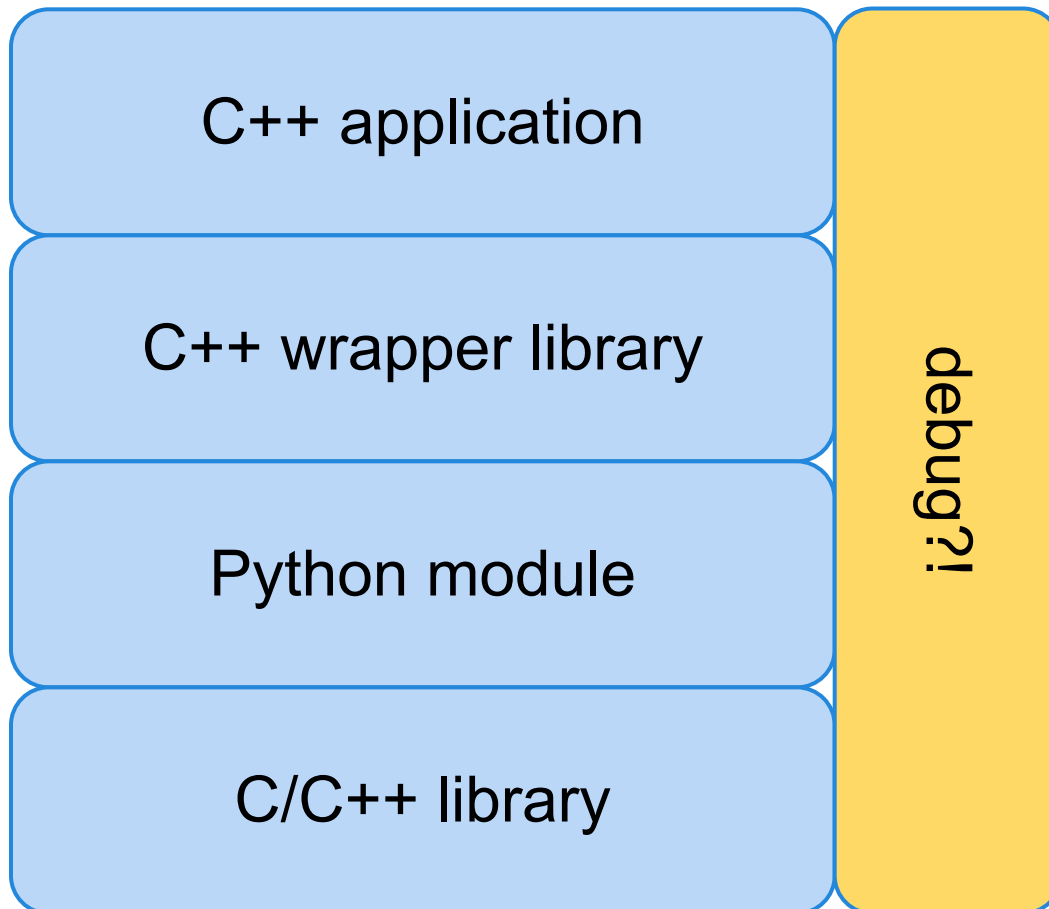 C++ application
C++ wrapper library
Python module
C/C++ library
debug?!